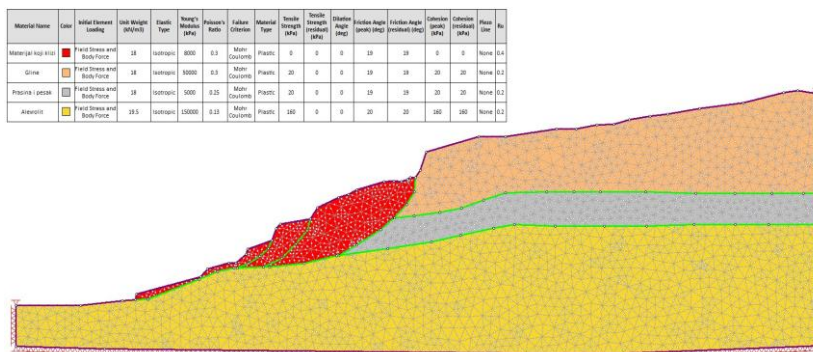 Material Name Color Initial Element Loading Unit Weight (kN/m3) Elastic Type Young's Modulus (kPa) Poisson's Ratio Failure Criterion Material Type Tensile Strength (kPa) Tensile Strength (residual) (kPa) Dilation Angle (deg) Friction Angle (peak) (deg) Friction Angle (residual) (deg) Cohesion (peak) (kPa) Cohesion (residual) (kPa) Piezo Line Ru
Materijal koji klizi Field Stress and Body Force 18 Isotropic 8000 0.3 Mohr Coulomb Plastic 0 0 0 19 19 0 0 None 0.4
Gline Field Stress and Body Force 18 Isotropic 50000 0.3 Mohr Coulomb Plastic 20 0 0 19 19 20 20 None 0.2
Prasina i pesak Field Stress and Body Force 18 Isotropic 5000 0.25 Mohr Coulomb Plastic 20 0 0 19 19 20 20 None 0.2
Alevrolit Field Stress and Body Force 19.5 Isotropic 150000 0.15 Mohr Coulomb Plastic 160 0 0 20 20 160 160 None 0.2